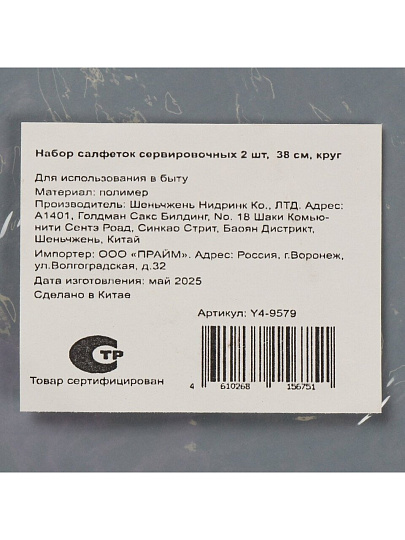 Набор салфеток сервировочных 2 шт, 38 см, круг
Для использования в быту
Материал: полимер
Производитель: Шеньчжень Нидринк Ко., ЛТД. Адрес:
А1401, Голдман Сакс Билдинг, No. 18 Шаки Комью-
нити Сентэ Роад, Синкао Стрит, Баоян Дистрикт,
Шеньчжень, Китай
Импортер: ООО «ПРАЙМ». Адрес: Россия, г.Воронеж,
ул.Волгоградская, д.32
Дата изготовления: май 2025
Сделано в Китае
Артикул: Y4-9579
ТР
Товар сертифицирован
4 610268 156751